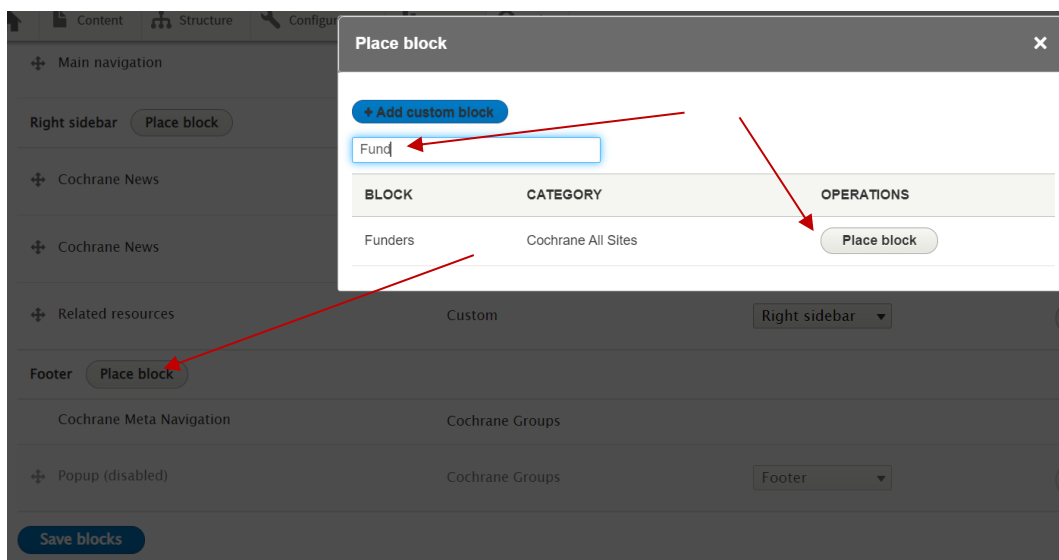 Content Structure
Place block
Main navigation
+ Add custom block
Right sidebar Place block
Fund
Cochrane News
BLOCK CATEGORY OPERATIONS
Funders Cochrane All Sites Place block
Cochrane News
Related resources Custom Right sidebar
Footer Place block
Cochrane Meta Navigation Cochrane Groups
Popup (disabled) Cochrane Groups Footer
Save blocks